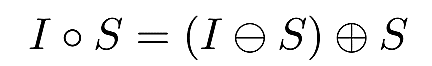 I ∘ S = (I ⊖ S) ⊕ S